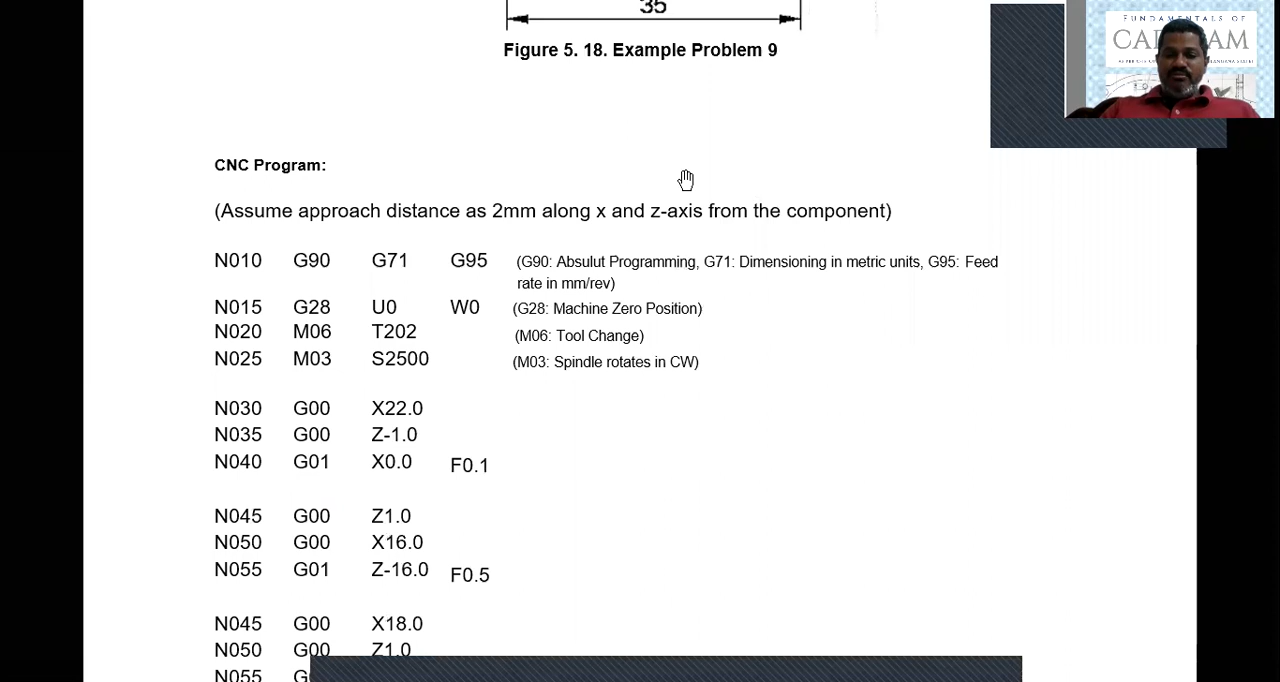 35
Figure 5. 18. Example Problem 9
FUNDAMENTALS OF
CNC Program:
(Assume approach distance as 2mm along x and z-axis from the component)
N010 G90 G71 G95 (G90: Absulut Programming, G71: Dimensioning in metric units, G95: Feed
rate in mm/rev)
N015 G28 U0 W0 (G28: Machine Zero Position)
N020 M06 T202 (M06: Tool Change)
N025 M03 S2500 (M03: Spindle rotates in CW)
N030 G00 X22.0
N035 G00 Z-1.0
N040 G01 X0.0 F0.1
N045 G00 Z1.0
N050 G00 X16.0
N055 G01 Z-16.0 F0.5
N045 G00 X18.0
N050 G00 Z1.0
N055